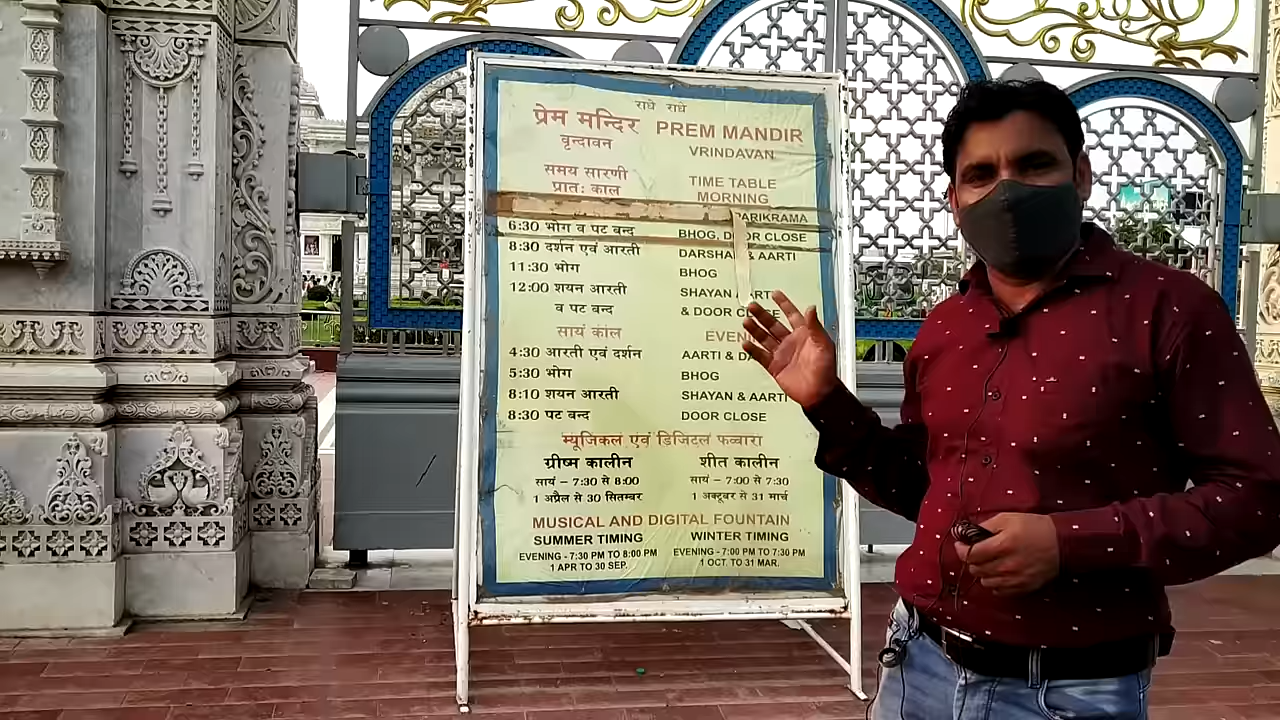 राधे राधे
प्रेम मन्दिर PREM MANDIR
वृन्दावन VRINDAVAN
समय सारणी TIME TABLE
प्रातः काल MORNING
PARIKRAMA
6:30 भोग व पट बन्द BHOG, DOOR CLOSE
8:30 दर्शन एवं आरती DARSHAN & AARTI
11:30 भोग BHOG
12:00 शयन आरती SHAYAN AARTI
व पट बन्द & DOOR CLOSE
सायं काल
4:30 आरती एवं दर्शन AARTI &
5:30 भोग BHOG
8:10 शयन आरती SHAYAN & AARTI
8:30 पट बन्द DOOR CLOSE
म्यूजिकल एवं डिजिटल फव्वारा
ग्रीष्म कालीन शीत कालीन
सायं – 7:30 से 8:00 सायं – 7:00 से 7:30
1 अप्रैल से 30 सितम्बर 1 अक्टूबर से 31 मार्च
MUSICAL AND DIGITAL FOUNTAIN
SUMMER TIMING WINTER TIMING
EVENING - 7:30 PM TO 8:00 PM EVENING - 7:00 PM TO 7:30 PM
1 APR TO 30 SEP. 1 OCT. TO 31 MAR.